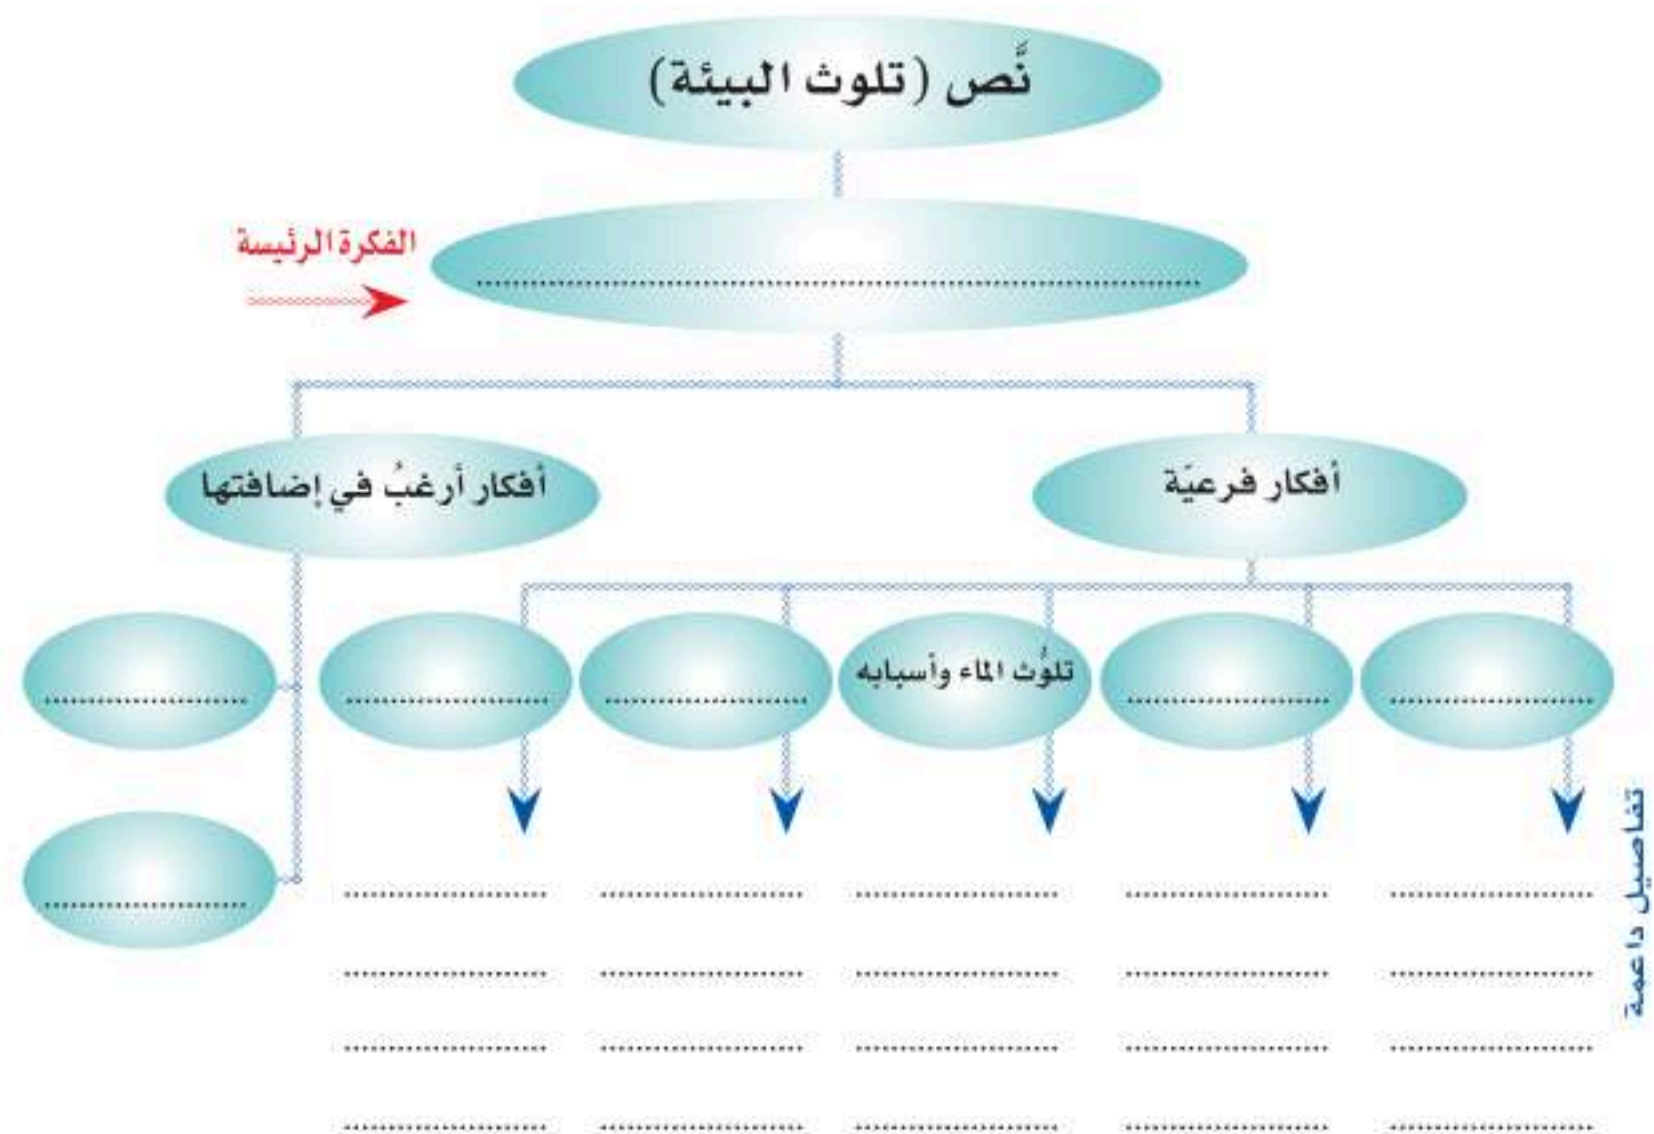 نَّص (تلوث البيئة)
الفكرة الرئيسة
................................................................
أفكار فرعيّة
أفكار أرغبُ في إضافتها
........................
........................
تلوُّث الماء وأسبابه
........................
........................
........................
تفاصيل داعمة
........................
........................ ........................ ........................ ........................ ........................
........................ ........................ ........................ ........................ ........................
........................ ........................ ........................ ........................ ........................
........................ ........................ ........................ ........................ ........................